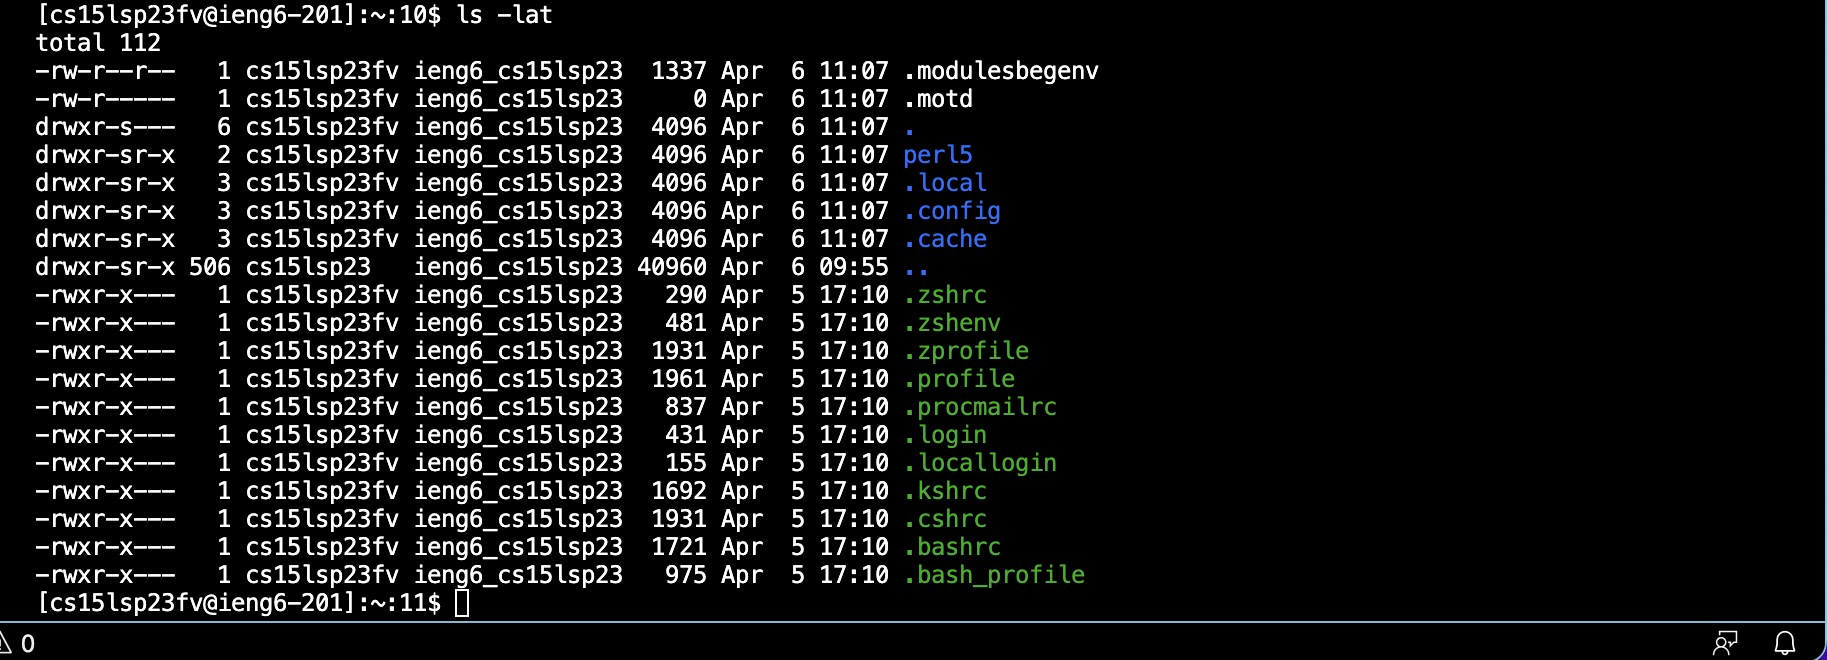 [cs15lsp23fv@ieng6-201]:~:10$ ls -lat
total 112
-rw-r--r--   1 cs15lsp23fv ieng6_cs15lsp23  1337 Apr  6 11:07 .modulesbegenv
-rw-r-----   1 cs15lsp23fv ieng6_cs15lsp23     0 Apr  6 11:07 .motd
drwxr-s---   6 cs15lsp23fv ieng6_cs15lsp23  4096 Apr  6 11:07 .
drwxr-sr-x   2 cs15lsp23fv ieng6_cs15lsp23  4096 Apr  6 11:07 perl5
drwxr-sr-x   3 cs15lsp23fv ieng6_cs15lsp23  4096 Apr  6 11:07 .local
drwxr-sr-x   3 cs15lsp23fv ieng6_cs15lsp23  4096 Apr  6 11:07 .config
drwxr-sr-x   3 cs15lsp23fv ieng6_cs15lsp23  4096 Apr  6 11:07 .cache
drwxr-sr-x 506 cs15lsp23   ieng6_cs15lsp23 40960 Apr  6 09:55 ..
-rwxr-x---   1 cs15lsp23fv ieng6_cs15lsp23   290 Apr  5 17:10 .zshrc
-rwxr-x---   1 cs15lsp23fv ieng6_cs15lsp23   481 Apr  5 17:10 .zshenv
-rwxr-x---   1 cs15lsp23fv ieng6_cs15lsp23  1931 Apr  5 17:10 .zprofile
-rwxr-x---   1 cs15lsp23fv ieng6_cs15lsp23  1961 Apr  5 17:10 .profile
-rwxr-x---   1 cs15lsp23fv ieng6_cs15lsp23   837 Apr  5 17:10 .procmailrc
-rwxr-x---   1 cs15lsp23fv ieng6_cs15lsp23   431 Apr  5 17:10 .login
-rwxr-x---   1 cs15lsp23fv ieng6_cs15lsp23   155 Apr  5 17:10 .locallogin
-rwxr-x---   1 cs15lsp23fv ieng6_cs15lsp23  1692 Apr  5 17:10 .kshrc
-rwxr-x---   1 cs15lsp23fv ieng6_cs15lsp23  1931 Apr  5 17:10 .cshrc
-rwxr-x---   1 cs15lsp23fv ieng6_cs15lsp23  1721 Apr  5 17:10 .bashrc
-rwxr-x---   1 cs15lsp23fv ieng6_cs15lsp23   975 Apr  5 17:10 .bash_profile
[cs15lsp23fv@ieng6-201]:~:11$
0